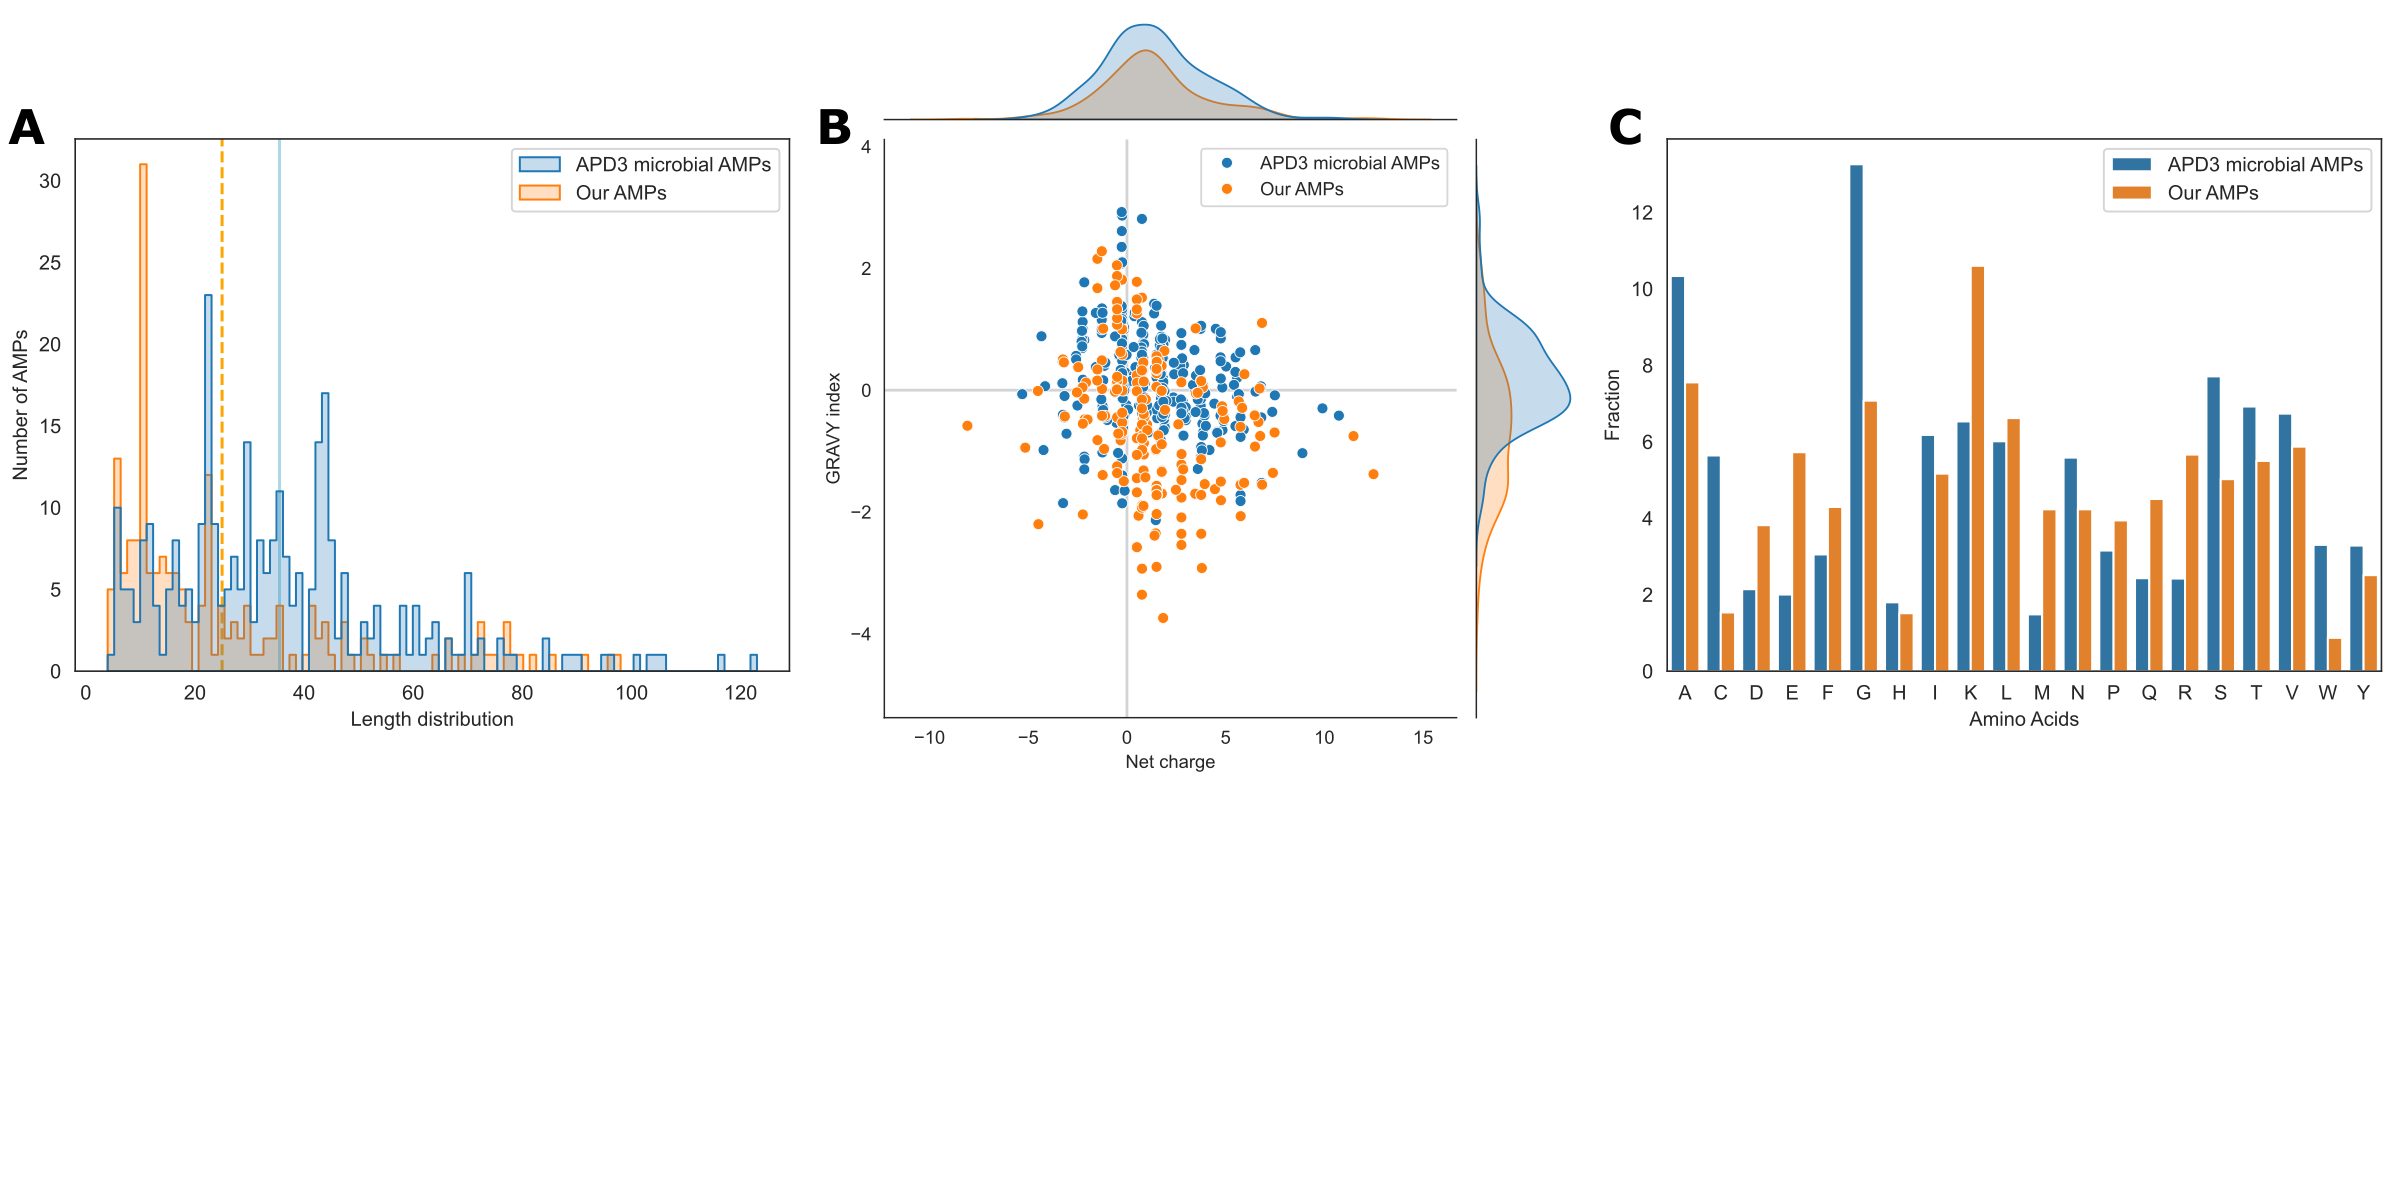 A
30
25
20
15
10
5
0
0 20 40 60 80 100 120
Length distribution
Number of AMPs
APD3 microbial AMPs
Our AMPs
B
4
2
0
−2
−4
−10 −5 0 5 10 15
Net charge
GRAVY index
APD3 microbial AMPs
Our AMPs
C
12
10
8
6
4
2
0
A C D E F G H I K L M N P Q R S T V W Y
Amino Acids
Fraction
APD3 microbial AMPs
Our AMPs